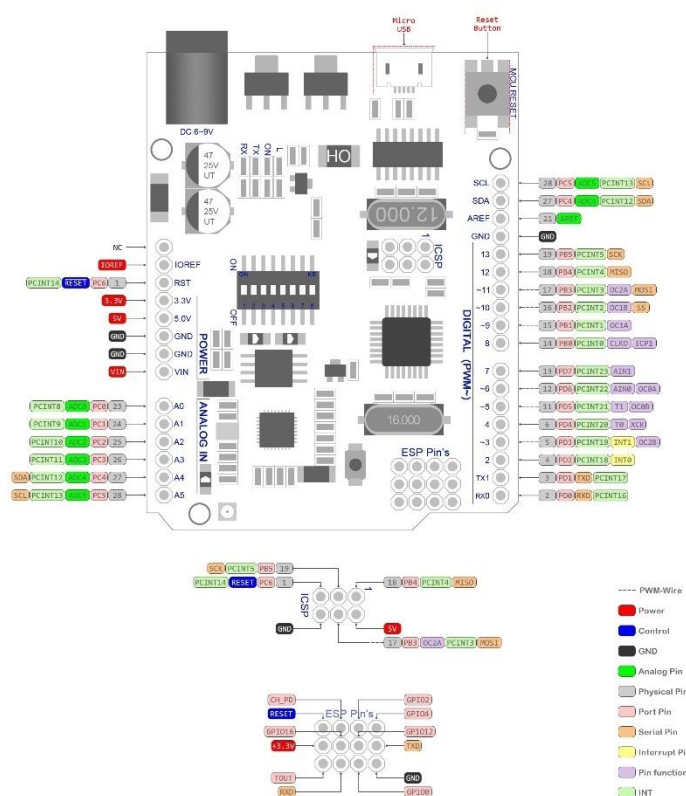 Micro
USB
Reset
Button
MCU RESET
DC 6~9V
47
25V
UT
47
25V
UT
RX
TX
ON
L
HO
12.000
1
ICSP
ON
OFF
1 2 3 4 5 6 7 8
16.000
ESP Pin's
POWER
ANALOG IN
DIGITAL (PWM~)
NC
IOREF IOREF
PCINT14 RESET PC6 1 RST
3.3V 3.3V
5V 5.0V
GND GND
GND GND
VIN VIN
PCINT8 ADC0 PC0 23 A0
PCINT9 ADC1 PC1 24 A1
PCINT10 ADC2 PC2 25 A2
PCINT11 ADC3 PC3 26 A3
SDA PCINT12 ADC4 PC4 27 A4
SCL PCINT13 ADC5 PC5 28 A5
SCL 28 PC5 PCINT13 SCL
SDA 27 PC4 PCINT12 SDA
AREF 21 AREF
GND GND
13 19 PB5 PCINT5 SCK
12 18 PB4 PCINT4 MISO
~11 17 PB3 PCINT3 OC2A MOSI
~10 16 PB2 PCINT2 OC1B SS
~9 15 PB1 PCINT1 OC1A
8 14 PB0 PCINT0 CLKO ICP1
7 PD7 PCINT23 AIN1
~6 12 PD6 PCINT22 AIN0 OC0A
~5 11 PD5 PCINT21 T1 OC0B
4 6 PD4 PCINT20 T0 XCK
~3 5 PD3 PCINT19 INT1 OC2B
2 4 PD2 PCINT18 INT0
TX1 3 PD1 TXD PCINT17
RX0 2 PD0 RXD PCINT16
SCK PCINT5 PB5 19
PCINT14 RESET PC6 1
1
18 PB4 PCINT4 MISO
ICSP
GND
5V
17 PB3 OC2A PCINT3 MOSI
CH_PD
GPIO2
RESET
ESP Pin's
GPIO4
GPIO16
GPIO12
+3.3V
TXD
TOUT
GND
RXD
GPIO0
PWM-Wire
Power
Control
GND
Analog Pin
Physical Pin
Port Pin
Serial Pin
Interrupt Pi
Pin function
INT